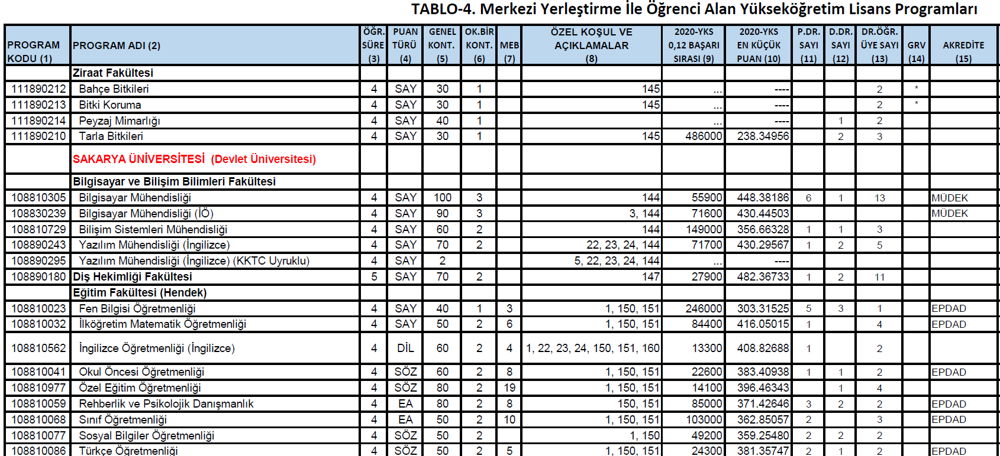 TABLO-4. Merkezi Yerleştirme İle Öğrenci Alan Yükseköğretim Lisans Programları
PROGRAM KODU (1) PROGRAM ADI (2) ÖĞR. SÜRE (3) PUAN TÜRÜ (4) GENEL KONT. (5) OK.BİR KONT. (6) MEB (7) ÖZEL KOŞUL VE AÇIKLAMALAR (8) 2020-YKS 0,12 BAŞARI SIRASI (9) 2020-YKS EN KÜÇÜK PUAN (10) P.DR. SAYI (11) D.DR. SAYI (12) DR.ÖĞR. ÜYE SAYI (13) GRV (14) AKREDİTE (15)
Ziraat Fakültesi
111890212 Bahçe Bitkileri 4 SAY 30 1 145 ... ---- 2 *
111890213 Bitki Koruma 4 SAY 30 1 145 ... ---- 2 *
111890214 Peyzaj Mimarlığı 4 SAY 40 1 ... ---- 1 2
111890210 Tarla Bitkileri 4 SAY 30 1 145 486000 238.34956 2 3
SAKARYA ÜNİVERSİTESİ (Devlet Üniversitesi)
Bilgisayar ve Bilişim Bilimleri Fakültesi
108810305 Bilgisayar Mühendisliği 4 SAY 100 3 144 55900 448.38186 6 1 13 MÜDEK
108830239 Bilgisayar Mühendisliği (İÖ) 4 SAY 90 3 3, 144 71600 430.44503 MÜDEK
108810729 Bilişim Sistemleri Mühendisliği 4 SAY 60 2 144 149000 356.66328 1 1 3
108890243 Yazılım Mühendisliği (İngilizce) 4 SAY 70 2 22, 23, 24, 144 71700 430.29567 1 2 5
108890295 Yazılım Mühendisliği (İngilizce) (KKTC Uyruklu) 4 SAY 2 5, 22, 23, 24, 144 ... ----
108890180 Diş Hekimliği Fakültesi 5 SAY 70 2 147 27900 482.36733 1 2 11
Eğitim Fakültesi (Hendek)
108810023 Fen Bilgisi Öğretmenliği 4 SAY 40 1 3 1, 150, 151 246000 303.31525 5 3 1 EPDAD
108810032 İlköğretim Matematik Öğretmenliği 4 SAY 50 2 6 1, 150, 151 84400 416.05015 1 4 EPDAD
108810562 İngilizce Öğretmenliği (İngilizce) 4 DİL 60 2 4 1, 22, 23, 24, 150, 151, 160 13300 408.82688 1 2
108810041 Okul Öncesi Öğretmenliği 4 SÖZ 60 2 8 1, 150, 151 22600 383.40938 1 1 2 EPDAD
108810977 Özel Eğitim Öğretmenliği 4 SÖZ 80 2 19 1, 150, 151 14100 396.46343 1 4
108810059 Rehberlik ve Psikolojik Danışmanlık 4 EA 80 2 8 150, 151 85000 371.42646 3 2 2 EPDAD
108810068 Sınıf Öğretmenliği 4 EA 50 2 10 1, 150, 151 103000 362.85057 2 3 EPDAD
108810077 Sosyal Bilgiler Öğretmenliği 4 SÖZ 50 2 1, 150 49200 359.25480 2 2 2
108810086 Türkçe Öğretmenliği 4 SÖZ 50 2 5 1, 150, 151 24300 381.35747 2 1 2 EPDAD